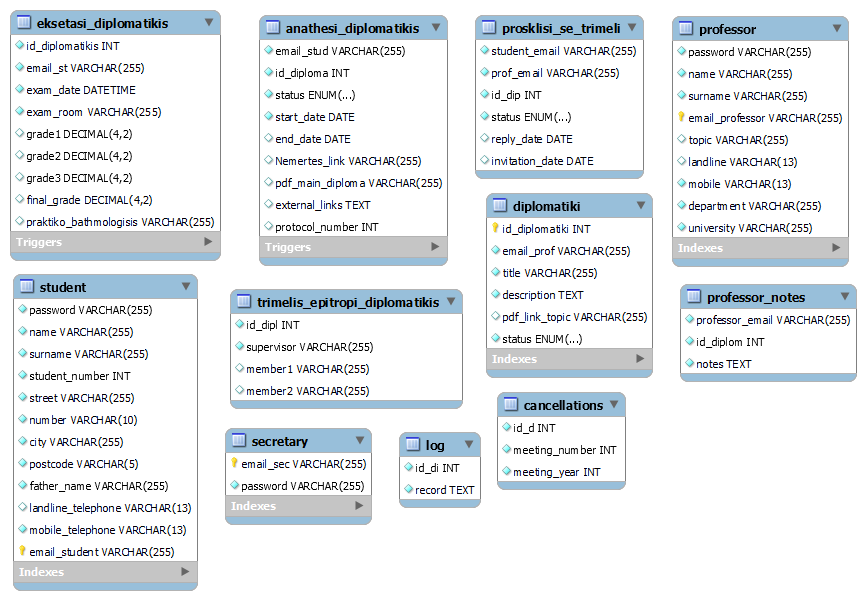 eksetasi_diplomatikis
id_diplomatikis INT
email_st VARCHAR(255)
exam_date DATETIME
exam_room VARCHAR(255)
grade1 DECIMAL(4,2)
grade2 DECIMAL(4,2)
grade3 DECIMAL(4,2)
final_grade DECIMAL(4,2)
praktiko_bathmologisis VARCHAR(255)
Triggers
anathesi_diplomatikis
email_stud VARCHAR(255)
id_diploma INT
status ENUM(...)
start_date DATE
end_date DATE
Nemertes_link VARCHAR(255)
pdf_main_diploma VARCHAR(255)
external_links TEXT
protocol_number INT
Triggers
prosklisi_se_trimeli
student_email VARCHAR(255)
prof_email VARCHAR(255)
id_dip INT
status ENUM(...)
reply_date DATE
invitation_date DATE
professor
password VARCHAR(255)
name VARCHAR(255)
surname VARCHAR(255)
email_professor VARCHAR(255)
topic VARCHAR(255)
landline VARCHAR(13)
mobile VARCHAR(13)
department VARCHAR(255)
university VARCHAR(255)
Indexes
diplomatiki
id_diplomatiki INT
email_prof VARCHAR(255)
title VARCHAR(255)
description TEXT
pdf_link_topic VARCHAR(255)
status ENUM(...)
Indexes
student
password VARCHAR(255)
name VARCHAR(255)
surname VARCHAR(255)
student_number INT
street VARCHAR(255)
number VARCHAR(10)
city VARCHAR(255)
postcode VARCHAR(5)
father_name VARCHAR(255)
landline_telephone VARCHAR(13)
mobile_telephone VARCHAR(13)
email_student VARCHAR(255)
Indexes
trimelis_epitropi_diplomatikis
id_dipl INT
supervisor VARCHAR(255)
member1 VARCHAR(255)
member2 VARCHAR(255)
professor_notes
professor_email VARCHAR(255)
id_diplom INT
notes TEXT
secretary
email_sec VARCHAR(255)
password VARCHAR(255)
Indexes
log
id_di INT
record TEXT
cancellations
id_d INT
meeting_number INT
meeting_year INT